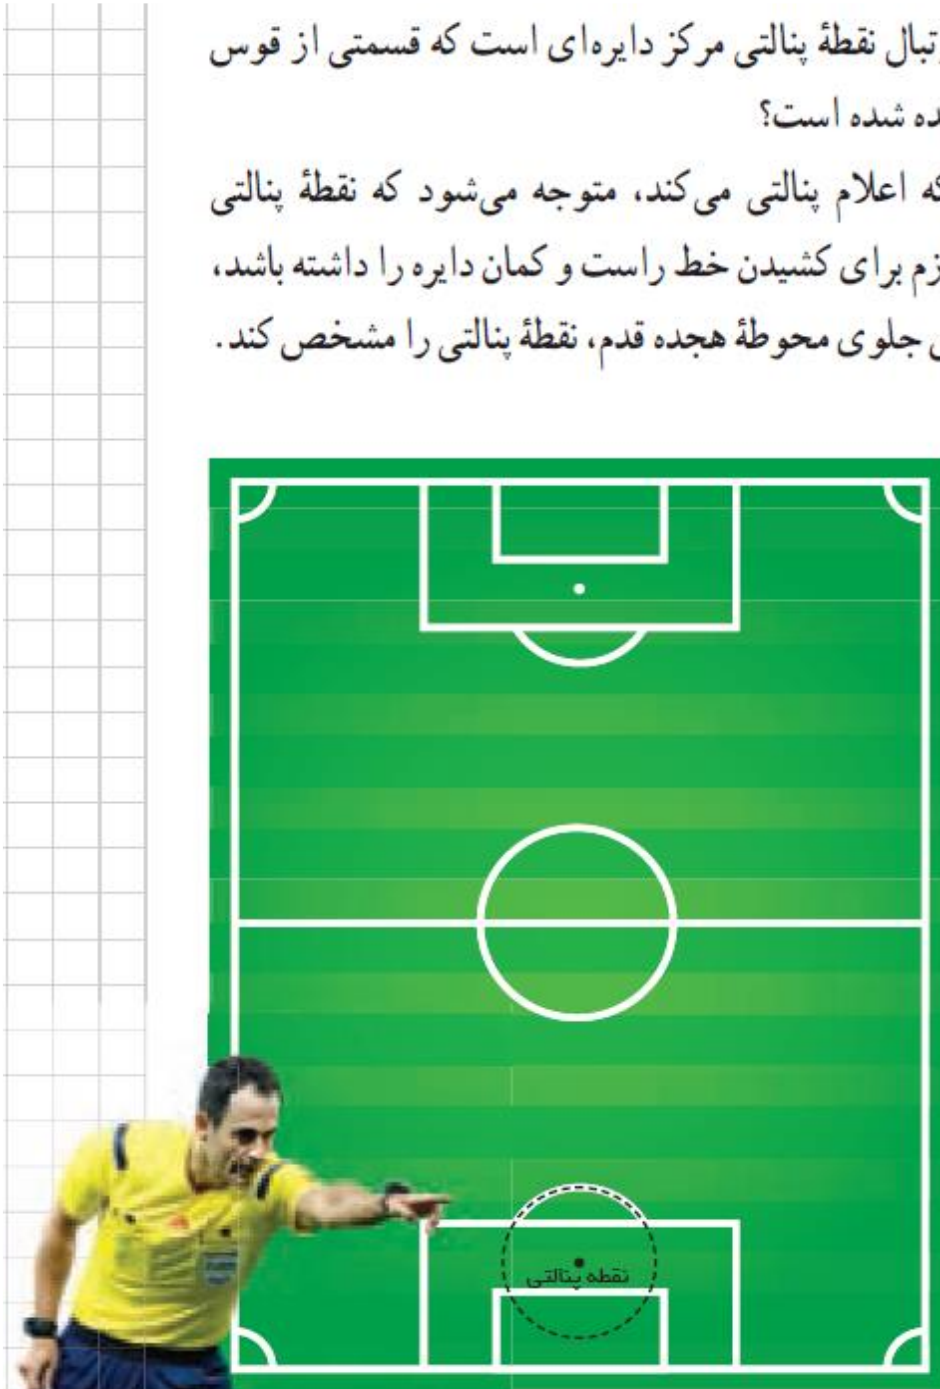 تبال نقطهٔ پنالتی مرکز دایره‌ای است که قسمتی از قوس
ده شده است؟
که اعلام پنالتی می‌کند، متوجه می‌شود که نقطهٔ پنالتی
زم برای کشیدن خط راست و کمان دایره را داشته باشد،
جلوی محوطهٔ هجده قدم، نقطهٔ پنالتی را مشخص کند.
نقطه پنالتی